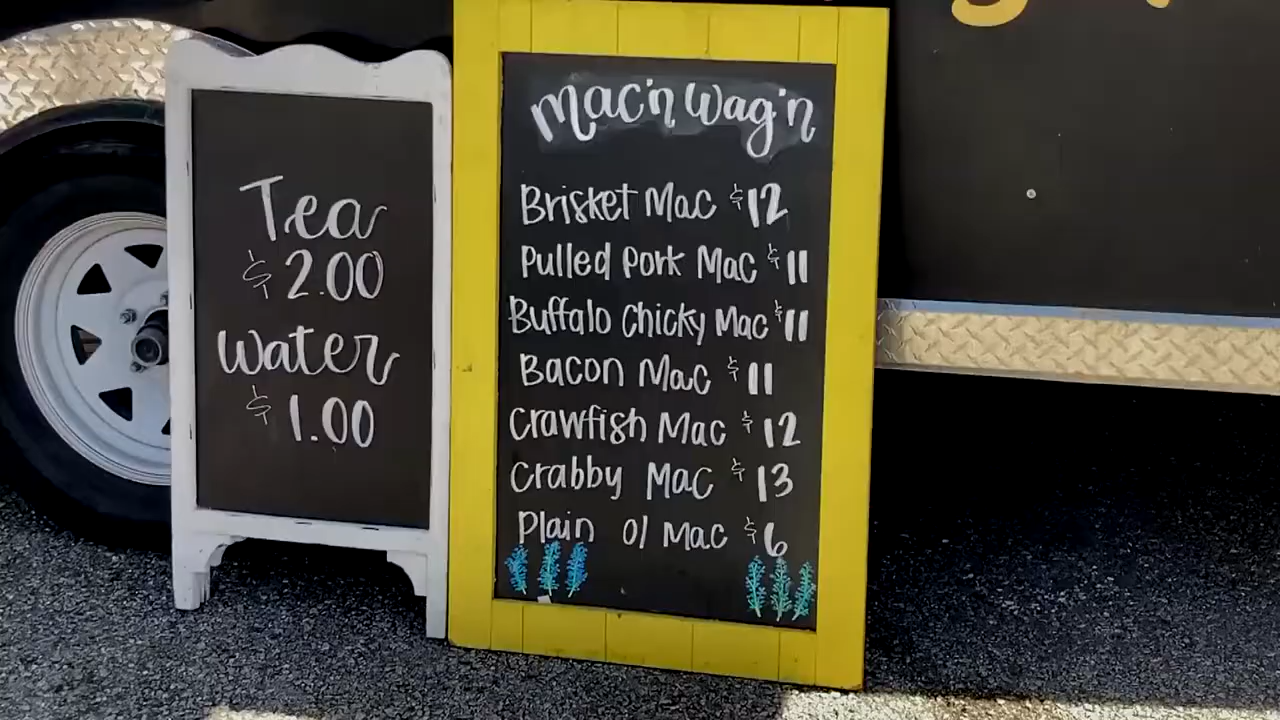 Tea
$2.00
Water
$1.00
Mac'n Wag'n
Brisket Mac $12
Pulled Pork Mac $11
Buffalo Chicky Mac $11
Bacon Mac $11
Crawfish Mac $12
Crabby Mac $13
Plain Ol Mac $6